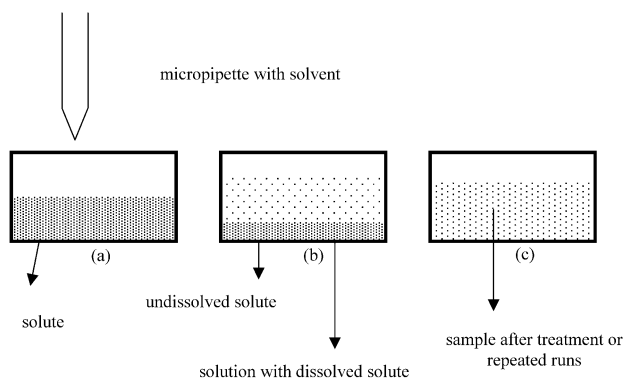 micropipette with solvent
(a)
(b)
(c)
undissolved solute
solute
sample after treatment or
repeated runs
solution with dissolved solute